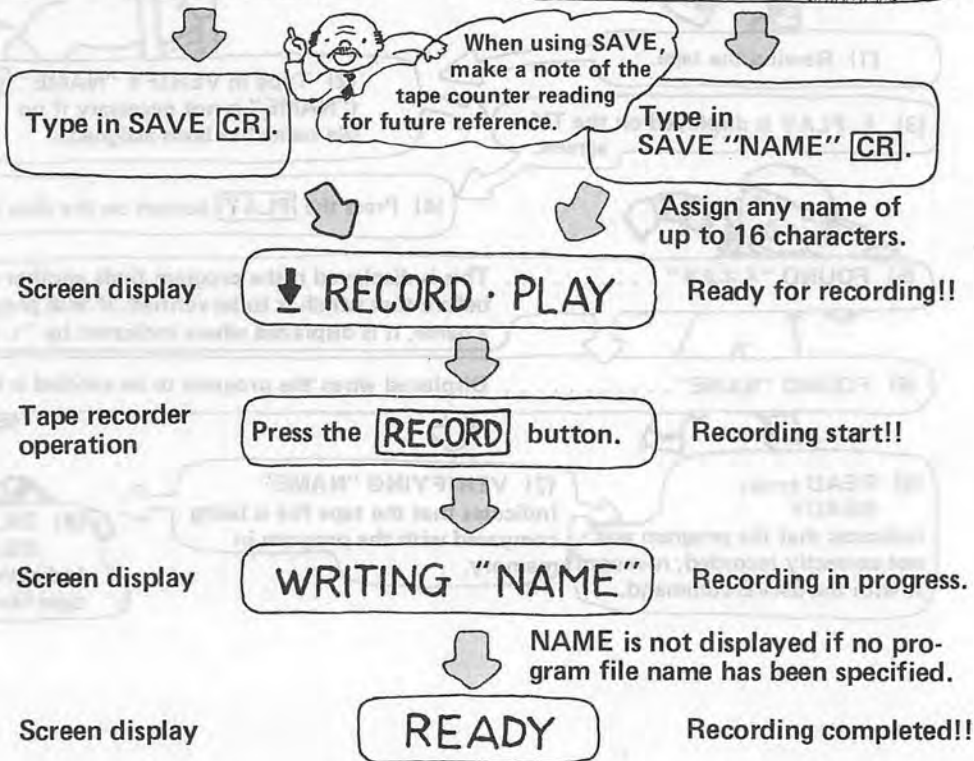 When using SAVE,
make a note of the
tape counter reading
for future reference.
Type in SAVE CR.
Type in
SAVE "NAME" CR.
Assign any name of
up to 16 characters.
Screen display
RECORD. PLAY
Ready for recording!!
Tape recorder
operation
Press the RECORD button.
Recording start!!
Screen display
WRITING "NAME"
Recording in progress.
NAME is not displayed if no pro-
gram file name has been specified.
Screen display
READY
Recording completed!!